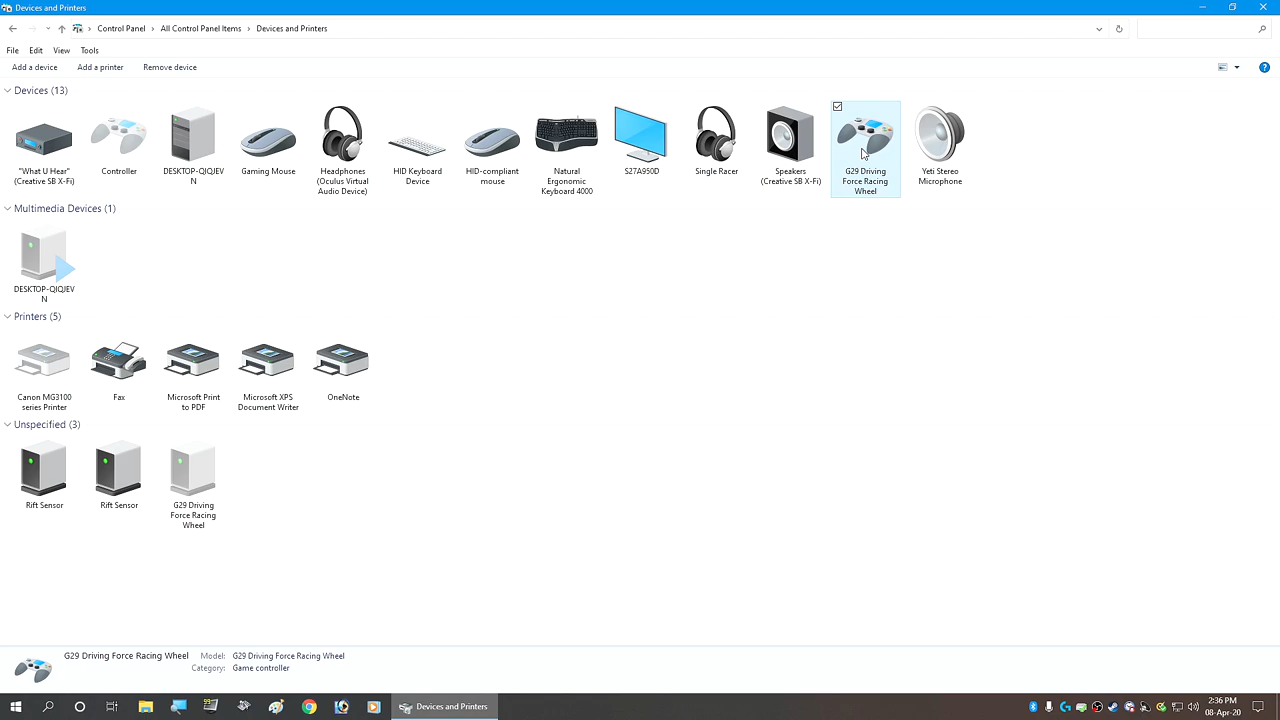 Devices and Printers
Control Panel > All Control Panel Items > Devices and Printers
File Edit View Tools
Add a device Add a printer Remove device
Devices (13)
"What U Hear"
(Creative SB X-Fi)
Controller
DESKTOP-QIQJEV
N
Gaming Mouse
Headphones
(Oculus Virtual
Audio Device)
HID Keyboard
Device
HID-compliant
mouse
Natural
Ergonomic
Keyboard 4000
S27A950D
Single Racer
Speakers
(Creative SB X-Fi)
G29 Driving
Force Racing
Wheel
Yeti Stereo
Microphone
Multimedia Devices (1)
DESKTOP-QIQJEV
N
Printers (5)
Canon MG3100
series Printer
Fax
Microsoft Print
to PDF
Microsoft XPS
Document Writer
OneNote
Unspecified (3)
Rift Sensor
Rift Sensor
G29 Driving
Force Racing
Wheel
G29 Driving Force Racing Wheel Model: G29 Driving Force Racing Wheel
Category: Game controller
Devices and Printers
2:36 PM
08-Apr-20